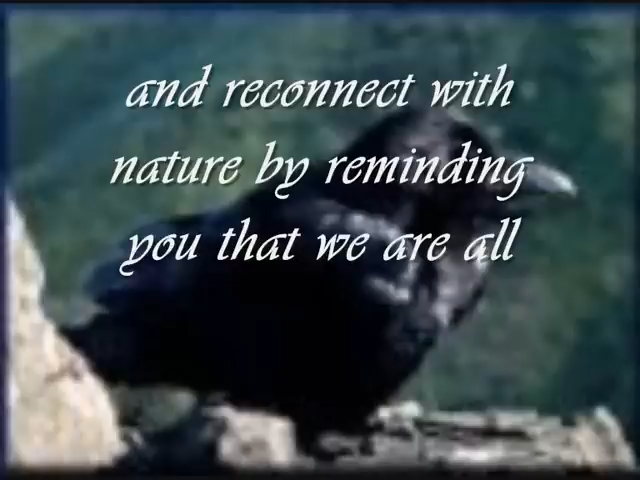 and reconnect with
nature by reminding
you that we are all